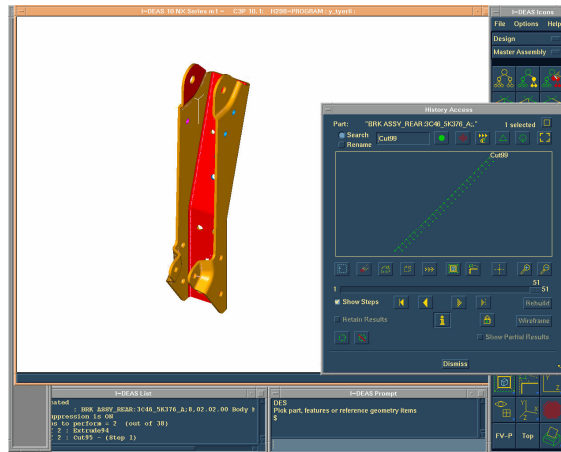 I-DEAS 10 NX Series m1 - C3P_10.1: H298=PROGRAM : y_tyer8 :
I-DEAS Icons
File Options Help
Design
Master Assembly
History Access
Part: "BRK ASSY_REAR:3C46_5K376_A;." 1 selected
Search Cut99
Rename
Cut99
51
1 51
Show Steps
Rebuild
Retain Results
Wireframe
Show Partial Results
Dismiss
I-DEAS List
ated
: BRK ASSY_REAR:3C46_5K376_A;8,02.02.00 Body
ppression is ON
ns to perform = 2 (out of 38)
2 : Extrude94
2 : Cut95 - (Step 1)
I-DEAS Prompt
DES
Pick part, features or reference geometry items
$
FV-P Top